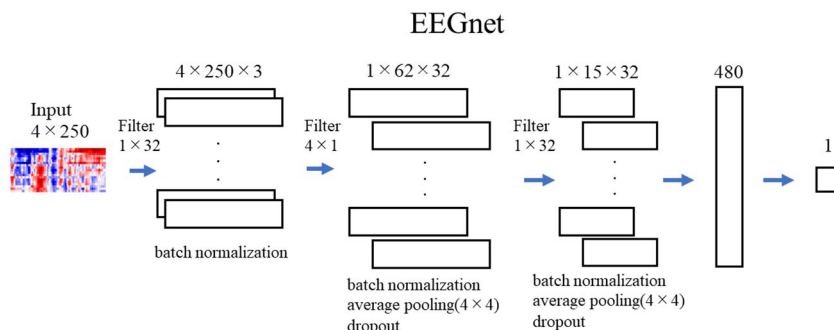 EEGnet
Input
4×250
Filter
1×32
4×250×3
batch normalization
Filter
4×1
1×62×32
batch normalization
average pooling(4×4)
dropout
Filter
1×32
1×15×32
batch normalization
average pooling(4×4)
dropout
480
1